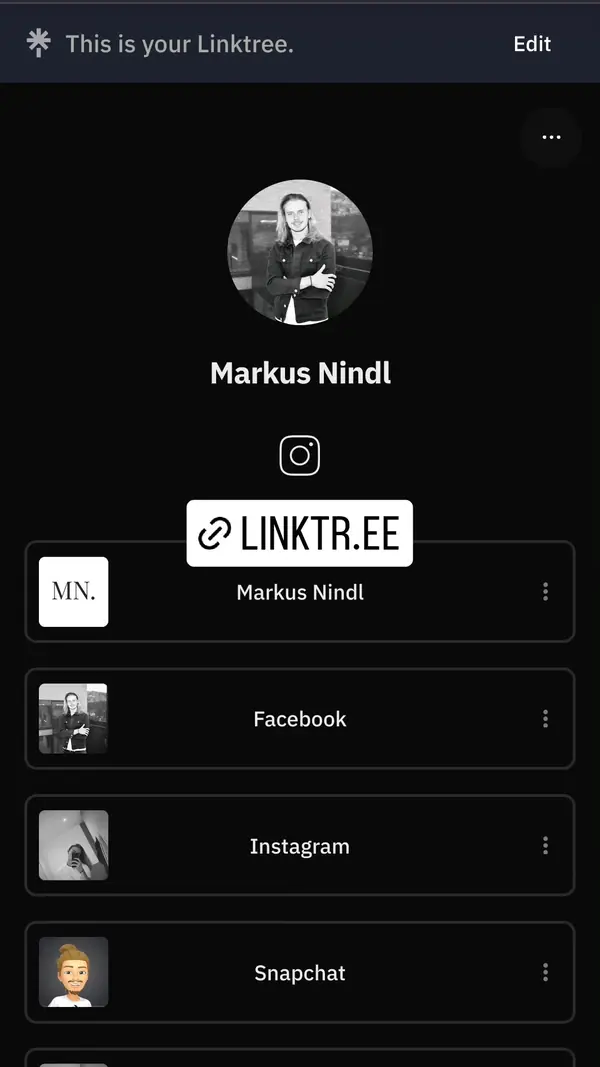 This is your Linktree.
Edit
Markus Nindl
LINKTR.EE
MN.
Markus Nindl
Facebook
Instagram
Snapchat